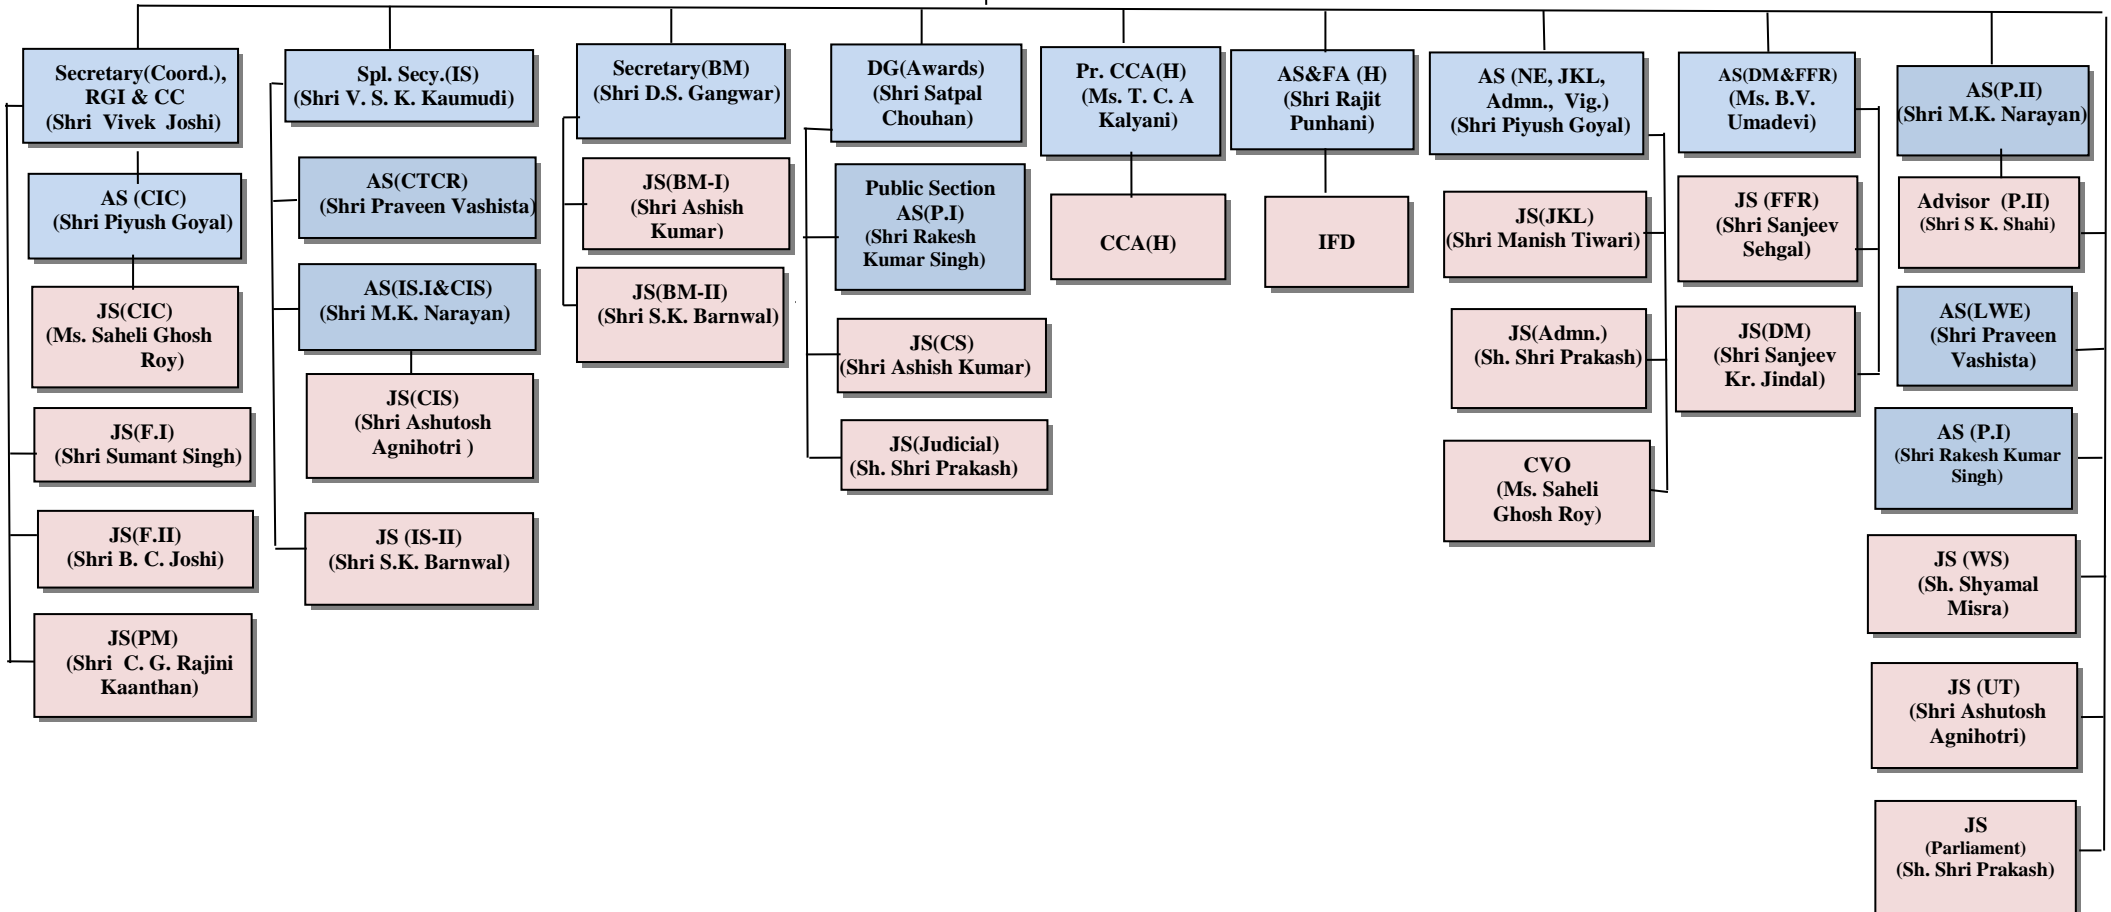 Secretary(Coord.),
RGI & CC
(Shri Vivek Joshi)
AS (CIC)
(Shri Piyush Goyal)
JS(CIC)
(Ms. Saheli Ghosh
Roy)
JS(F.I)
(Shri Sumant Singh)
JS(F.II)
(Shri B. C. Joshi)
JS(PM)
(Shri C. G. Rajini
Kaanthan)
Spl. Secy.(IS)
(Shri V. S. K. Kaumudi)
AS(CTCR)
(Shri Praveen Vashista)
AS(IS.I&CIS)
(Shri M.K. Narayan)
JS(CIS)
(Shri Ashutosh
Agnihotri )
JS (IS-II)
(Shri S.K. Barnwal)
Secretary(BM)
(Shri D.S. Gangwar)
JS(BM-I)
(Shri Ashish
Kumar)
JS(BM-II)
(Shri S.K. Barnwal)
DG(Awards)
(Shri Satpal
Chouhan)
Public Section
AS(P.I)
(Shri Rakesh
Kumar Singh)
JS(CS)
(Shri Ashish Kumar)
JS(Judicial)
(Sh. Shri Prakash)
Pr. CCA(H)
(Ms. T. C. A
Kalyani)
CCA(H)
AS&FA (H)
(Shri Rajit
Punhani)
IFD
AS (NE, JKL,
Admn., Vig.)
(Shri Piyush Goyal)
JS(JKL)
(Shri Manish Tiwari)
JS(Admn.)
(Sh. Shri Prakash)
CVO
(Ms. Saheli
Ghosh Roy)
AS(DM&FFR)
(Ms. B.V.
Umadevi)
JS (FFR)
(Shri Sanjeev
Sehgal)
JS(DM)
(Shri Sanjeev
Kr. Jindal)
AS(P.II)
(Shri M.K. Narayan)
Advisor (P.II)
(Shri S K. Shahi)
AS(LWE)
(Shri Praveen
Vashista)
AS (P.I)
(Shri Rakesh Kumar
Singh)
JS (WS)
(Sh. Shyamal
Misra)
JS (UT)
(Shri Ashutosh
Agnihotri)
JS
(Parliament)
(Sh. Shri Prakash)